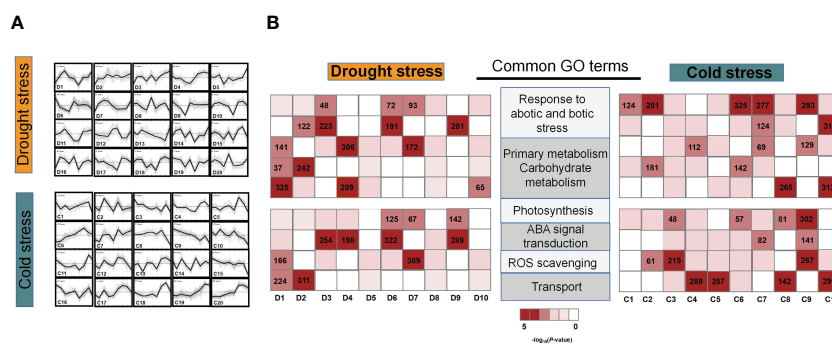 A
B
Drought stress
Cold stress
D1 D2 D3 D4 D5
D6 D7 D8 D9 D10
D11 D12 D13 D14 D15
D16 D17 D18 D19 D20
C1 C2 C3 C4 C5
C6 C7 C8 C9 C10
C11 C12 C13 C14 C15
C16 C17 C18 C19 C20
Drought stress
Common GO terms
Cold stress
48 72 93
122 223 191 281
141 306 172
37 242
325 289 65
125 67 142
254 198 322 289
166 389
224 311
D1 D2 D3 D4 D5 D6 D7 D8 D9 D10
Response to
abotic and botic
stress
Primary metabolism
Carbohydrate
metabolism
Photosynthesis
ABA signal
transduction
ROS scavenging
Transport
124 281 325 277 293
124
112 69 129
181 142
265
48 57 81 302
82 141
61 215 267
289 257 142
C1 C2 C3 C4 C5 C6 C7 C8 C9
5 0
-log10(P-value)